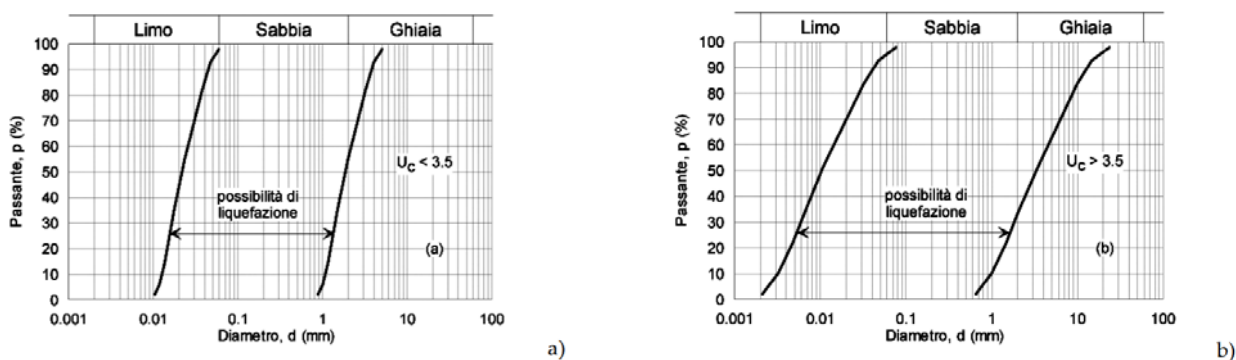 Limo Sabbia Ghiaia
100
90
80
70
60
50
40
30
20
10
0
Passante, p (%)
U_C < 3.5
possibilità di
liquefazione
(a)
0.001 0.01 0.1 1 10 100
Diametro, d (mm)
a)
Limo Sabbia Ghiaia
100
90
80
70
60
50
40
30
20
10
0
Passante, p (%)
U_C > 3.5
possibilità di
liquefazione
(b)
0.001 0.01 0.1 1 10 100
Diametro, d (mm)
b)